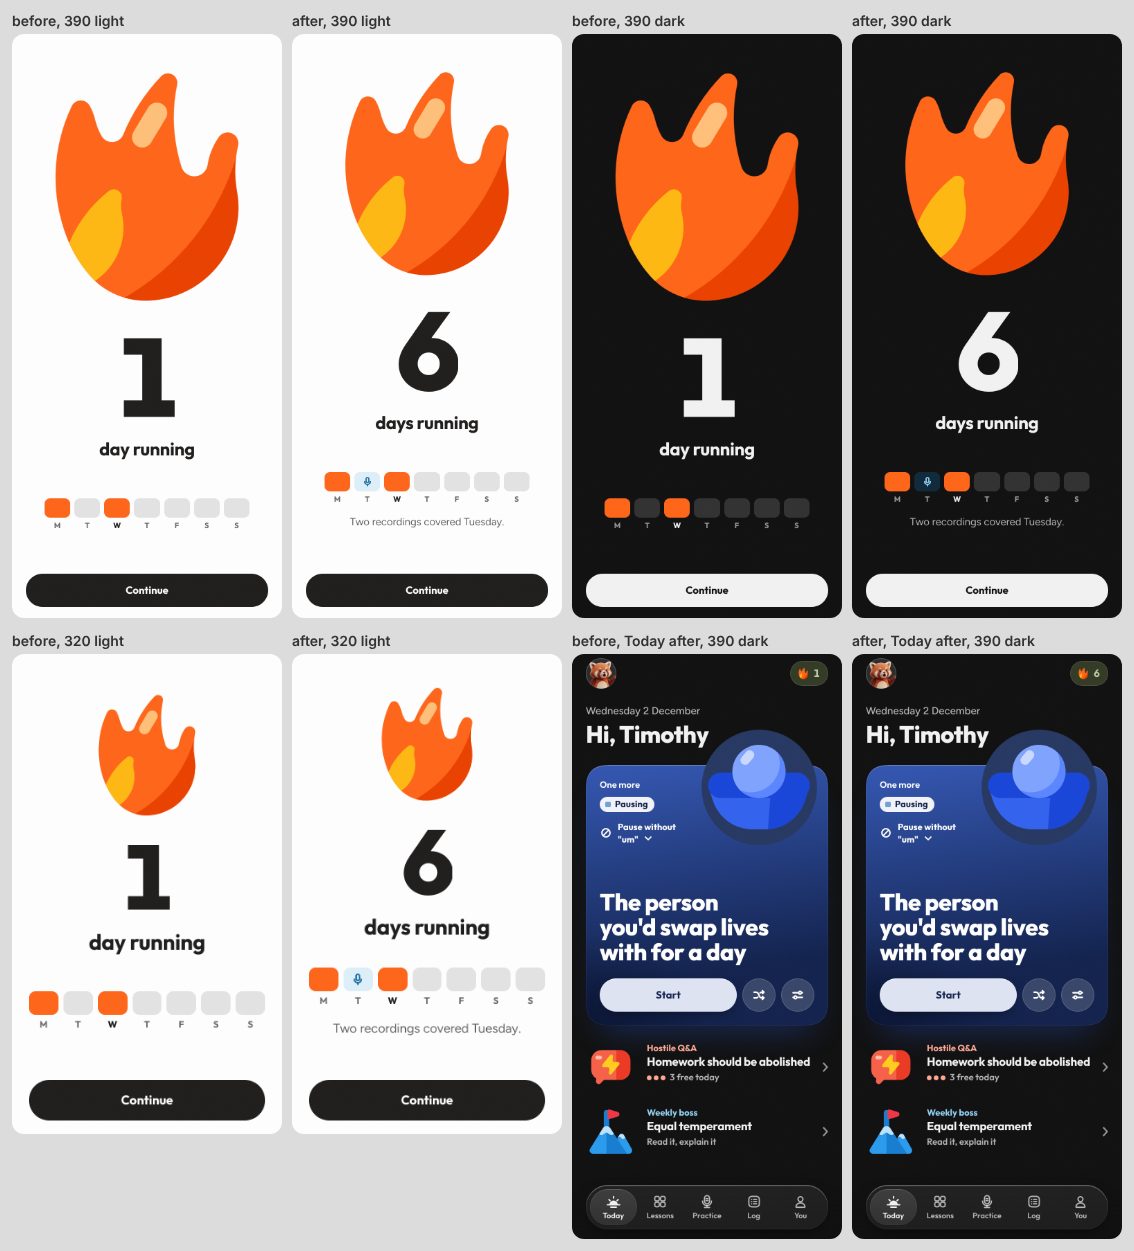 before, 390 light
1
day running
M T W T F S S
Continue
after, 390 light
6
days running
M T W T F S S
Two recordings covered Tuesday.
Continue
before, 390 dark
1
day running
M T W T F S S
Continue
after, 390 dark
6
days running
M T W T F S S
Two recordings covered Tuesday.
Continue
before, 320 light
1
day running
M T W T F S S
Continue
after, 320 light
6
days running
M T W T F S S
Two recordings covered Tuesday.
Continue
before, Today after, 390 dark
1
Wednesday 2 December
Hi, Timothy
One more
Pausing
Pause without
"um"
The person
you'd swap lives
with for a day
Start
Hostile Q&A
Homework should be abolished
3 free today
Weekly boss
Equal temperament
Read it, explain it
Today Lessons Practice Log You
after, Today after, 390 dark
6
Wednesday 2 December
Hi, Timothy
One more
Pausing
Pause without
"um"
The person
you'd swap lives
with for a day
Start
Hostile Q&A
Homework should be abolished
3 free today
Weekly boss
Equal temperament
Read it, explain it
Today Lessons Practice Log You